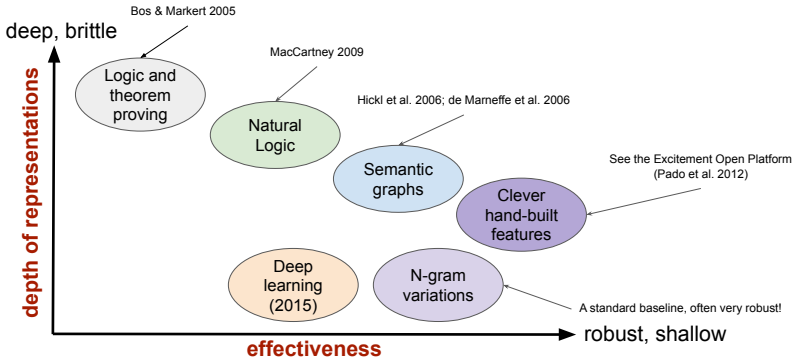 Bos & Markert 2005
deep, brittle
MacCartney 2009
Logic and
theorem
proving
Hickl et al. 2006; de Marneffe et al. 2006
Natural
Logic
See the Excitement Open Platform
(Pado et al. 2012)
Semantic
graphs
Clever
hand-built
features
depth of representations
Deep
learning
(2015)
N-gram
variations
A standard baseline, often very robust!
robust, shallow
effectiveness